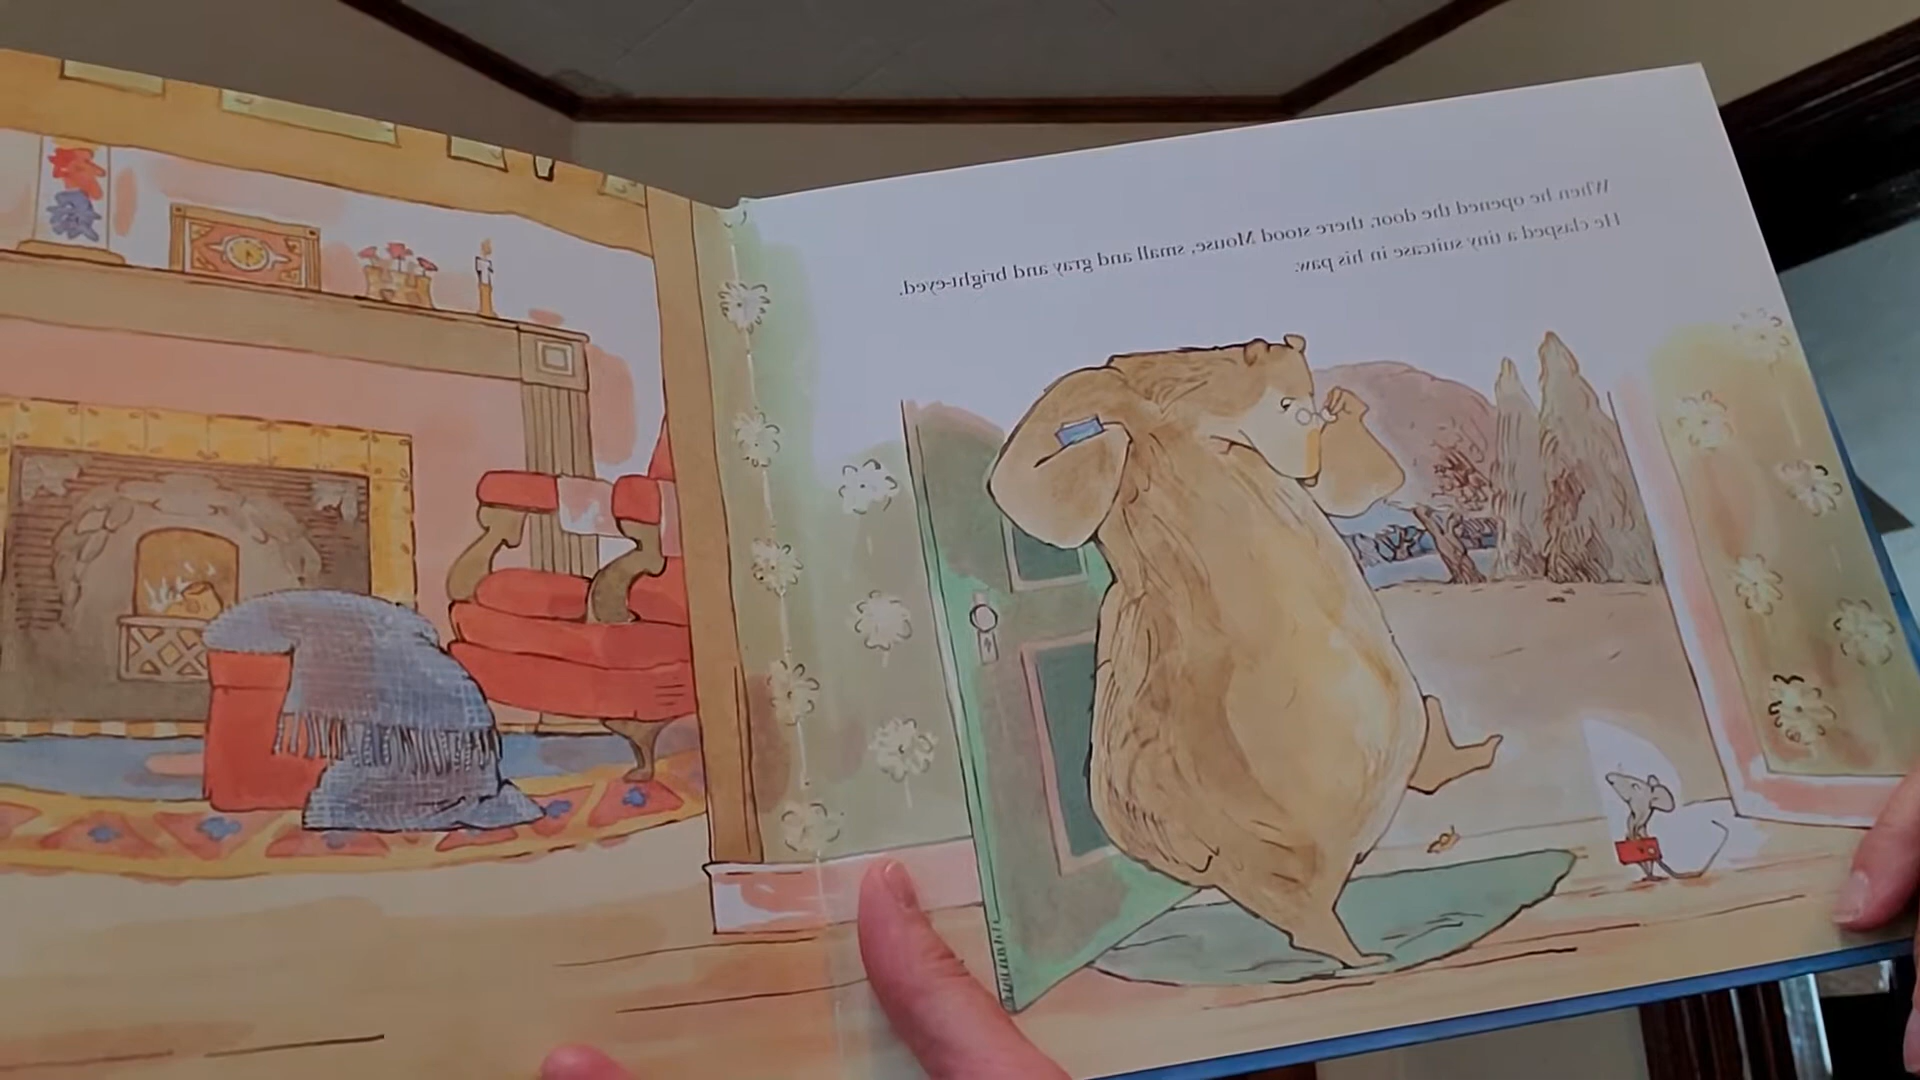 When he opened the door, there stood Mouse, small and gray and bright-eyed.
He clasped a tiny suitcase in his paw.